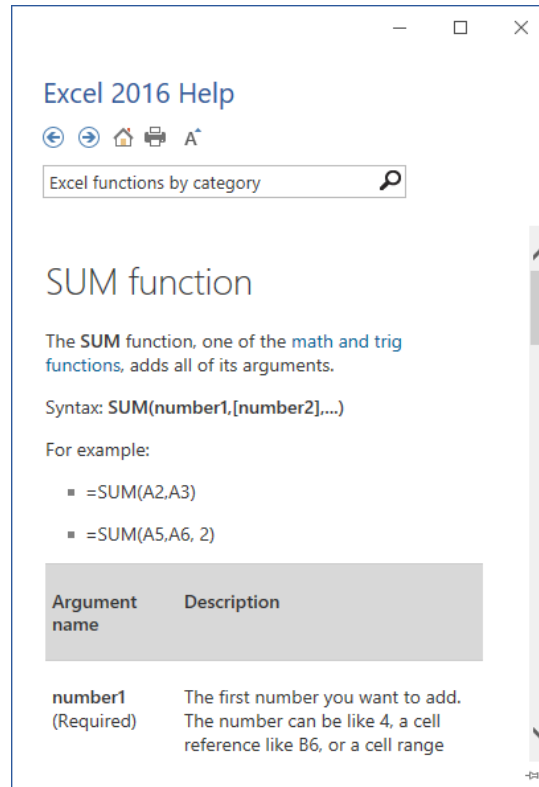 Excel 2016 Help
Excel functions by category
SUM function
The SUM function, one of the math and trig
functions, adds all of its arguments.
Syntax: SUM(number1,[number2],...)
For example:
=SUM(A2,A3)
=SUM(A5,A6, 2)
Argument name Description
number1 (Required) The first number you want to add.
The number can be like 4, a cell
reference like B6, or a cell range